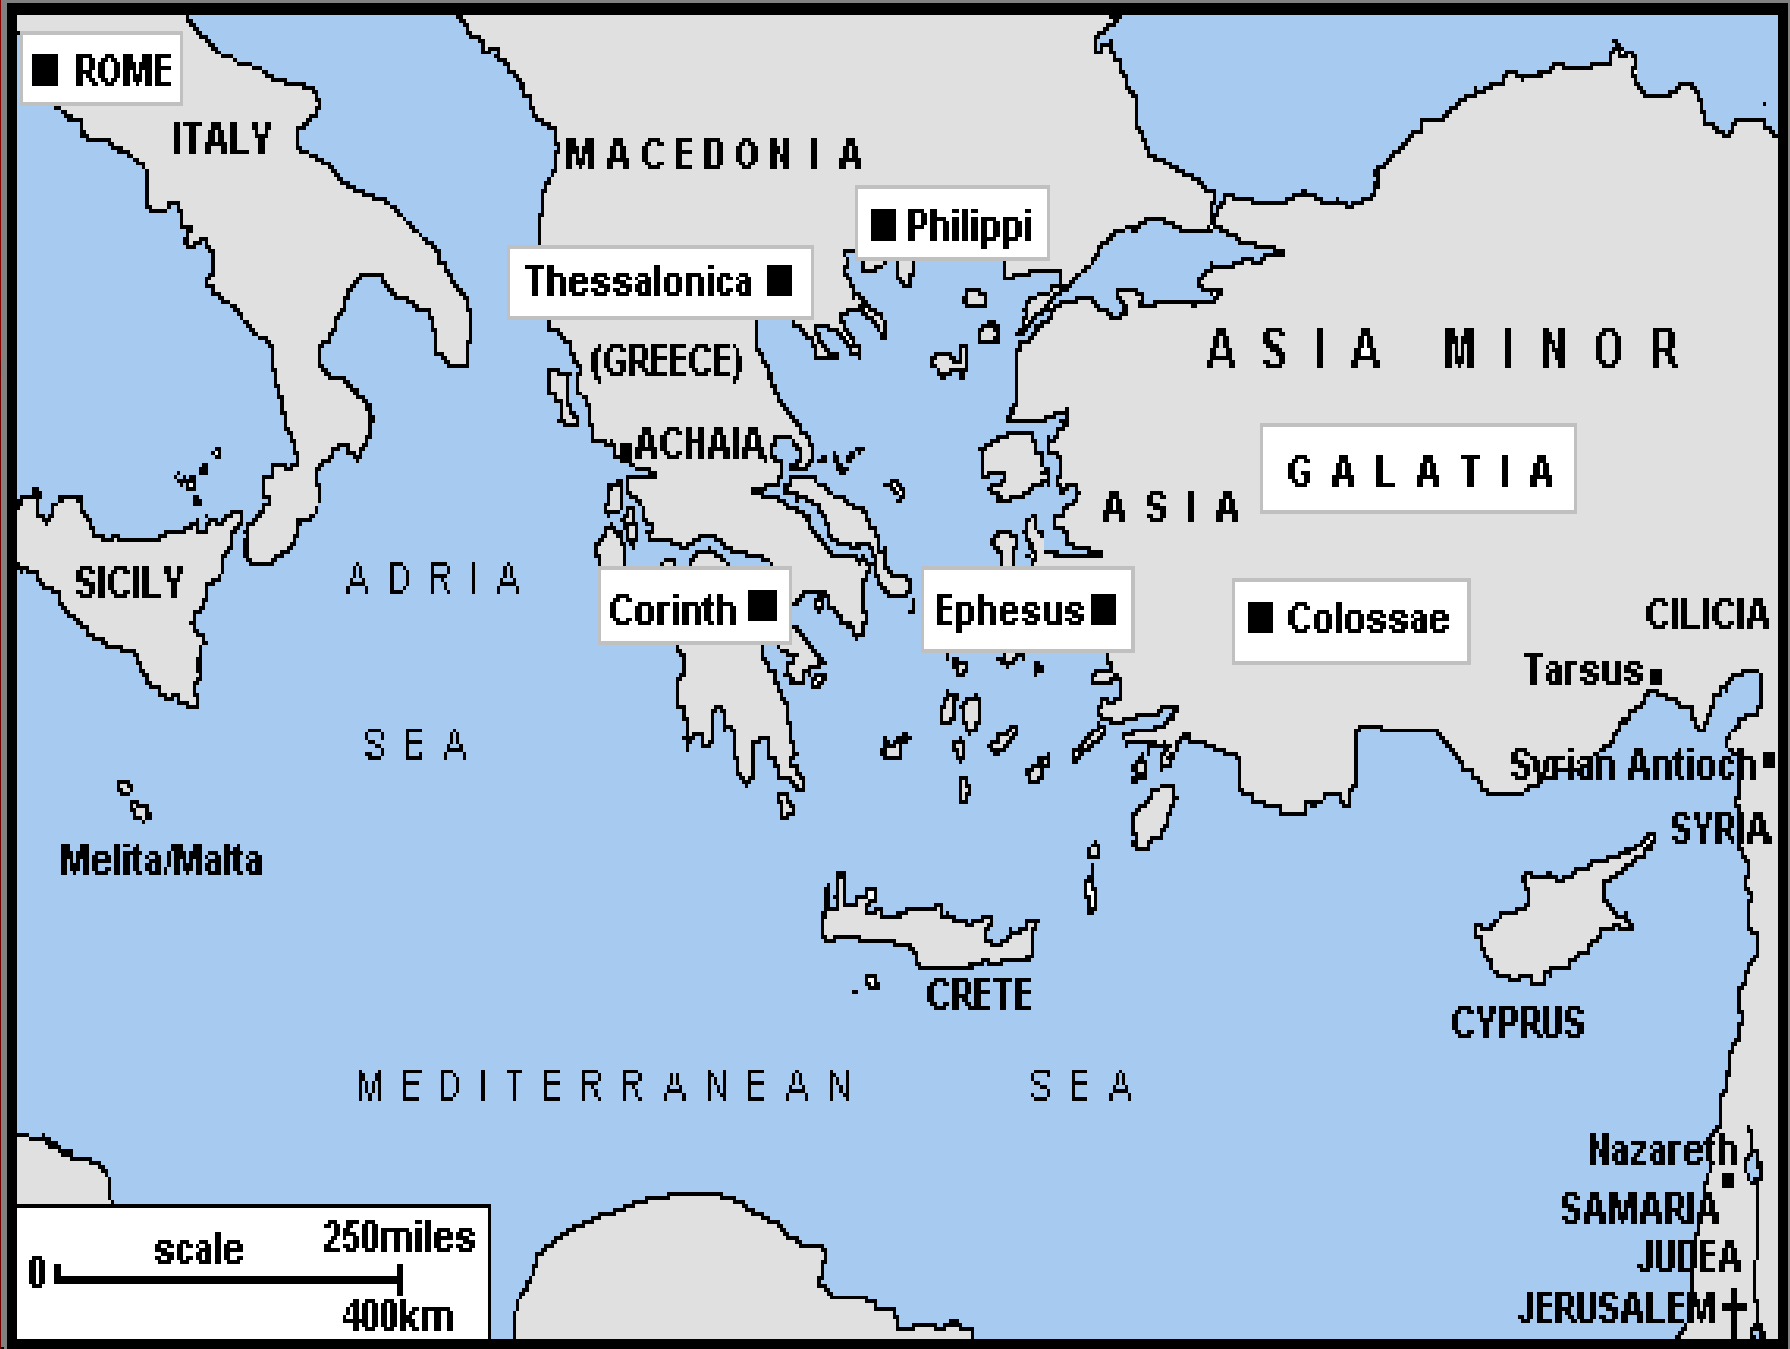 ROME
ITALY
MACEDONIA
Philippi
Thessalonica
(GREECE)
ASIA MINOR
ACHAIA
GALATIA
ASIA
SICILY
ADRIA
SEA
Corinth
Ephesus
Colossae
CILICIA
Tarsus
Syrian Antioch
SYRIA
Melita/Malta
CRETE
CYPRUS
MEDITERRANEAN SEA
Nazareth
SAMARIA
JUDEA
JERUSALEM
scale
250miles
0
400km